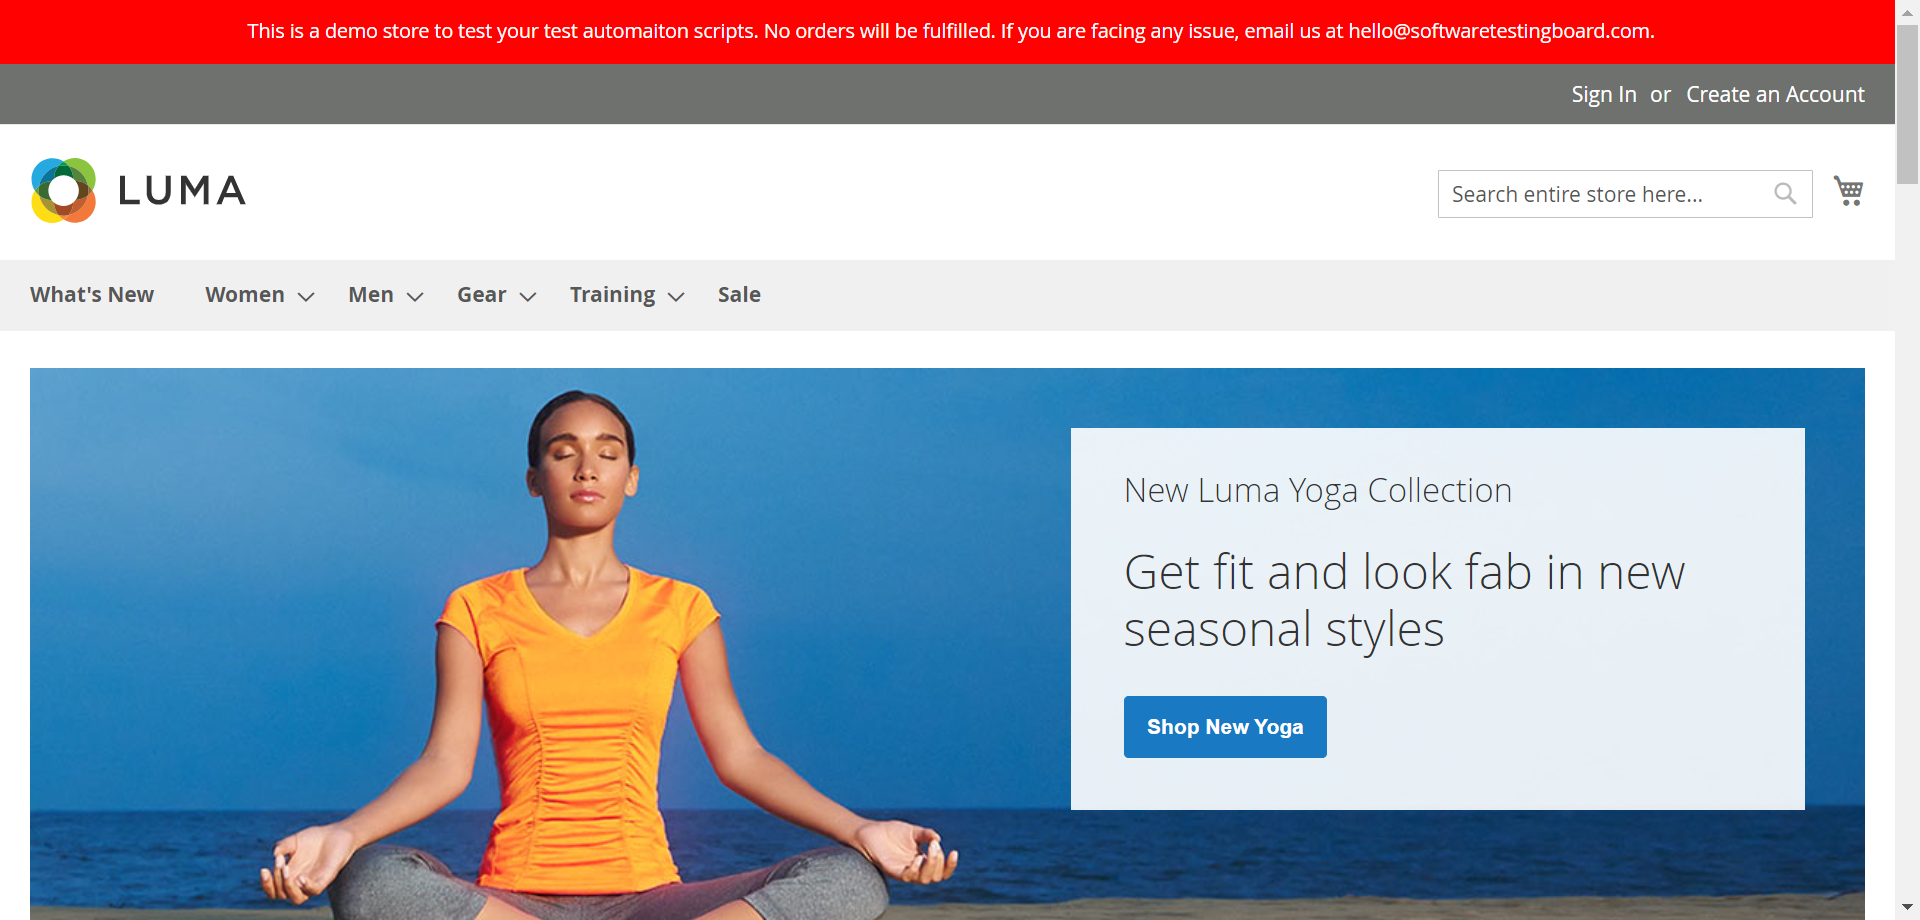 This is a demo store to test your test automaiton scripts. No orders will be fulfilled. If you are facing any issue, email us at hello@softwaretestingboard.com.
Sign In or Create an Account
LUMA
Search entire store here...
What's New Women Men Gear Training Sale
New Luma Yoga Collection
Get fit and look fab in new
seasonal styles
Shop New Yoga